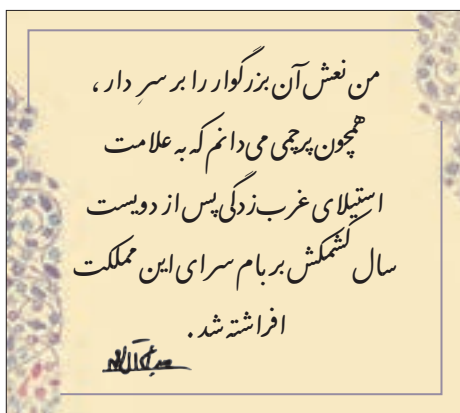 من نعش آن بزرگوار را بر سرِ دار ،
همچون پرچمی می‌دانم که به علامت
استیلای غرب‌زدگی پس از دویست
سال کشمکش بر بام سرای این مملکت
افراشته شد .